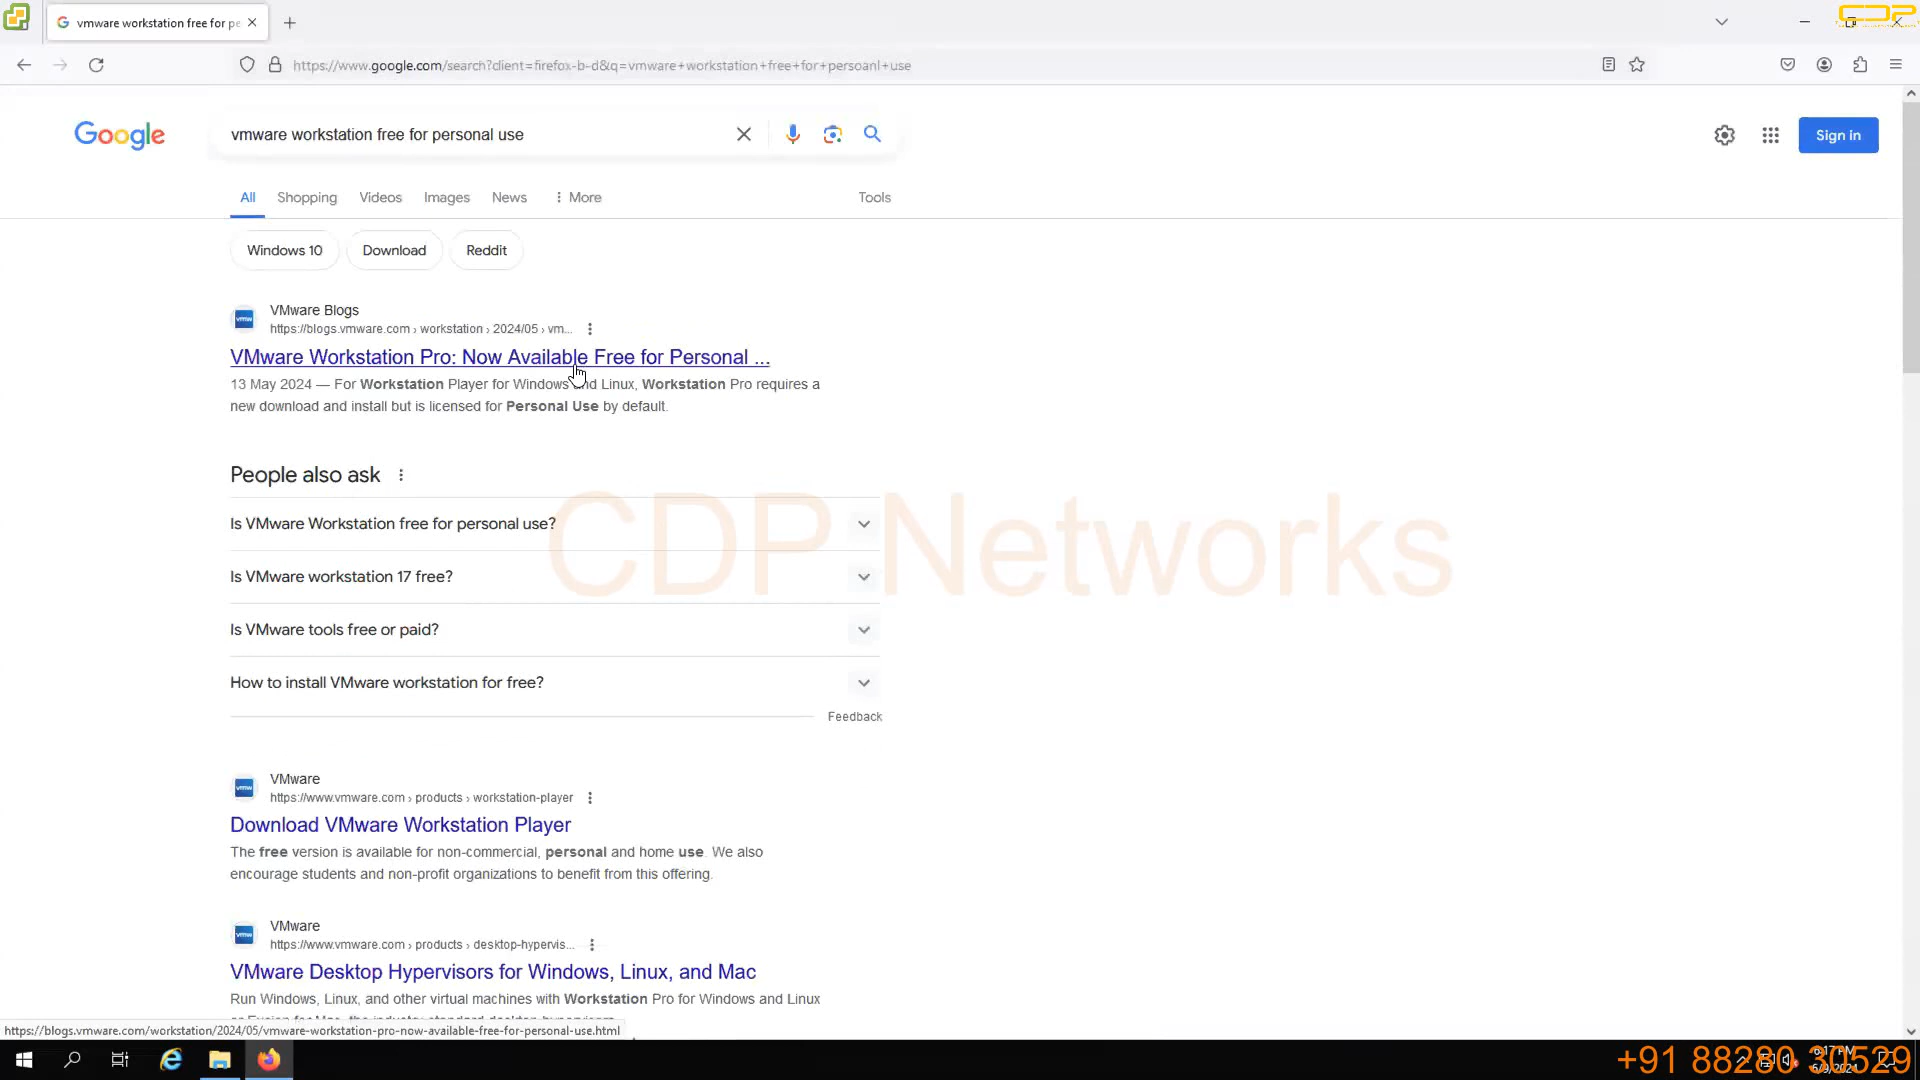 vmware workstation free for pe
CDP
https://www.google.com/search?client=firefox-b-d&q=vmware+workstation+free+for+persoanl+use
Google
vmware workstation free for personal use
Sign in
All
Shopping
Videos
Images
News
More
Tools
Windows 10
Download
Reddit
VMware Blogs
https://blogs.vmware.com › workstation › 2024/05 › vm...
VMware Workstation Pro: Now Available Free for Personal ...
13 May 2024 — For Workstation Player for Windows and Linux, Workstation Pro requires a
new download and install but is licensed for Personal Use by default.
People also ask
Is VMware Workstation free for personal use?
CDP Networks
Is VMware workstation 17 free?
Is VMware tools free or paid?
How to install VMware workstation for free?
Feedback
vmw
VMware
https://www.vmware.com › products › workstation-player
Download VMware Workstation Player
The free version is available for non-commercial, personal and home use. We also
encourage students and non-profit organizations to benefit from this offering.
vmw
VMware
https://www.vmware.com › products › desktop-hypervis...
VMware Desktop Hypervisors for Windows, Linux, and Mac
Run Windows, Linux, and other virtual machines with Workstation Pro for Windows and Linux
https://blogs.vmware.com/workstation/2024/05/vmware-workstation-pro-now-available-free-for-personal-use.html
+91 88280 30529